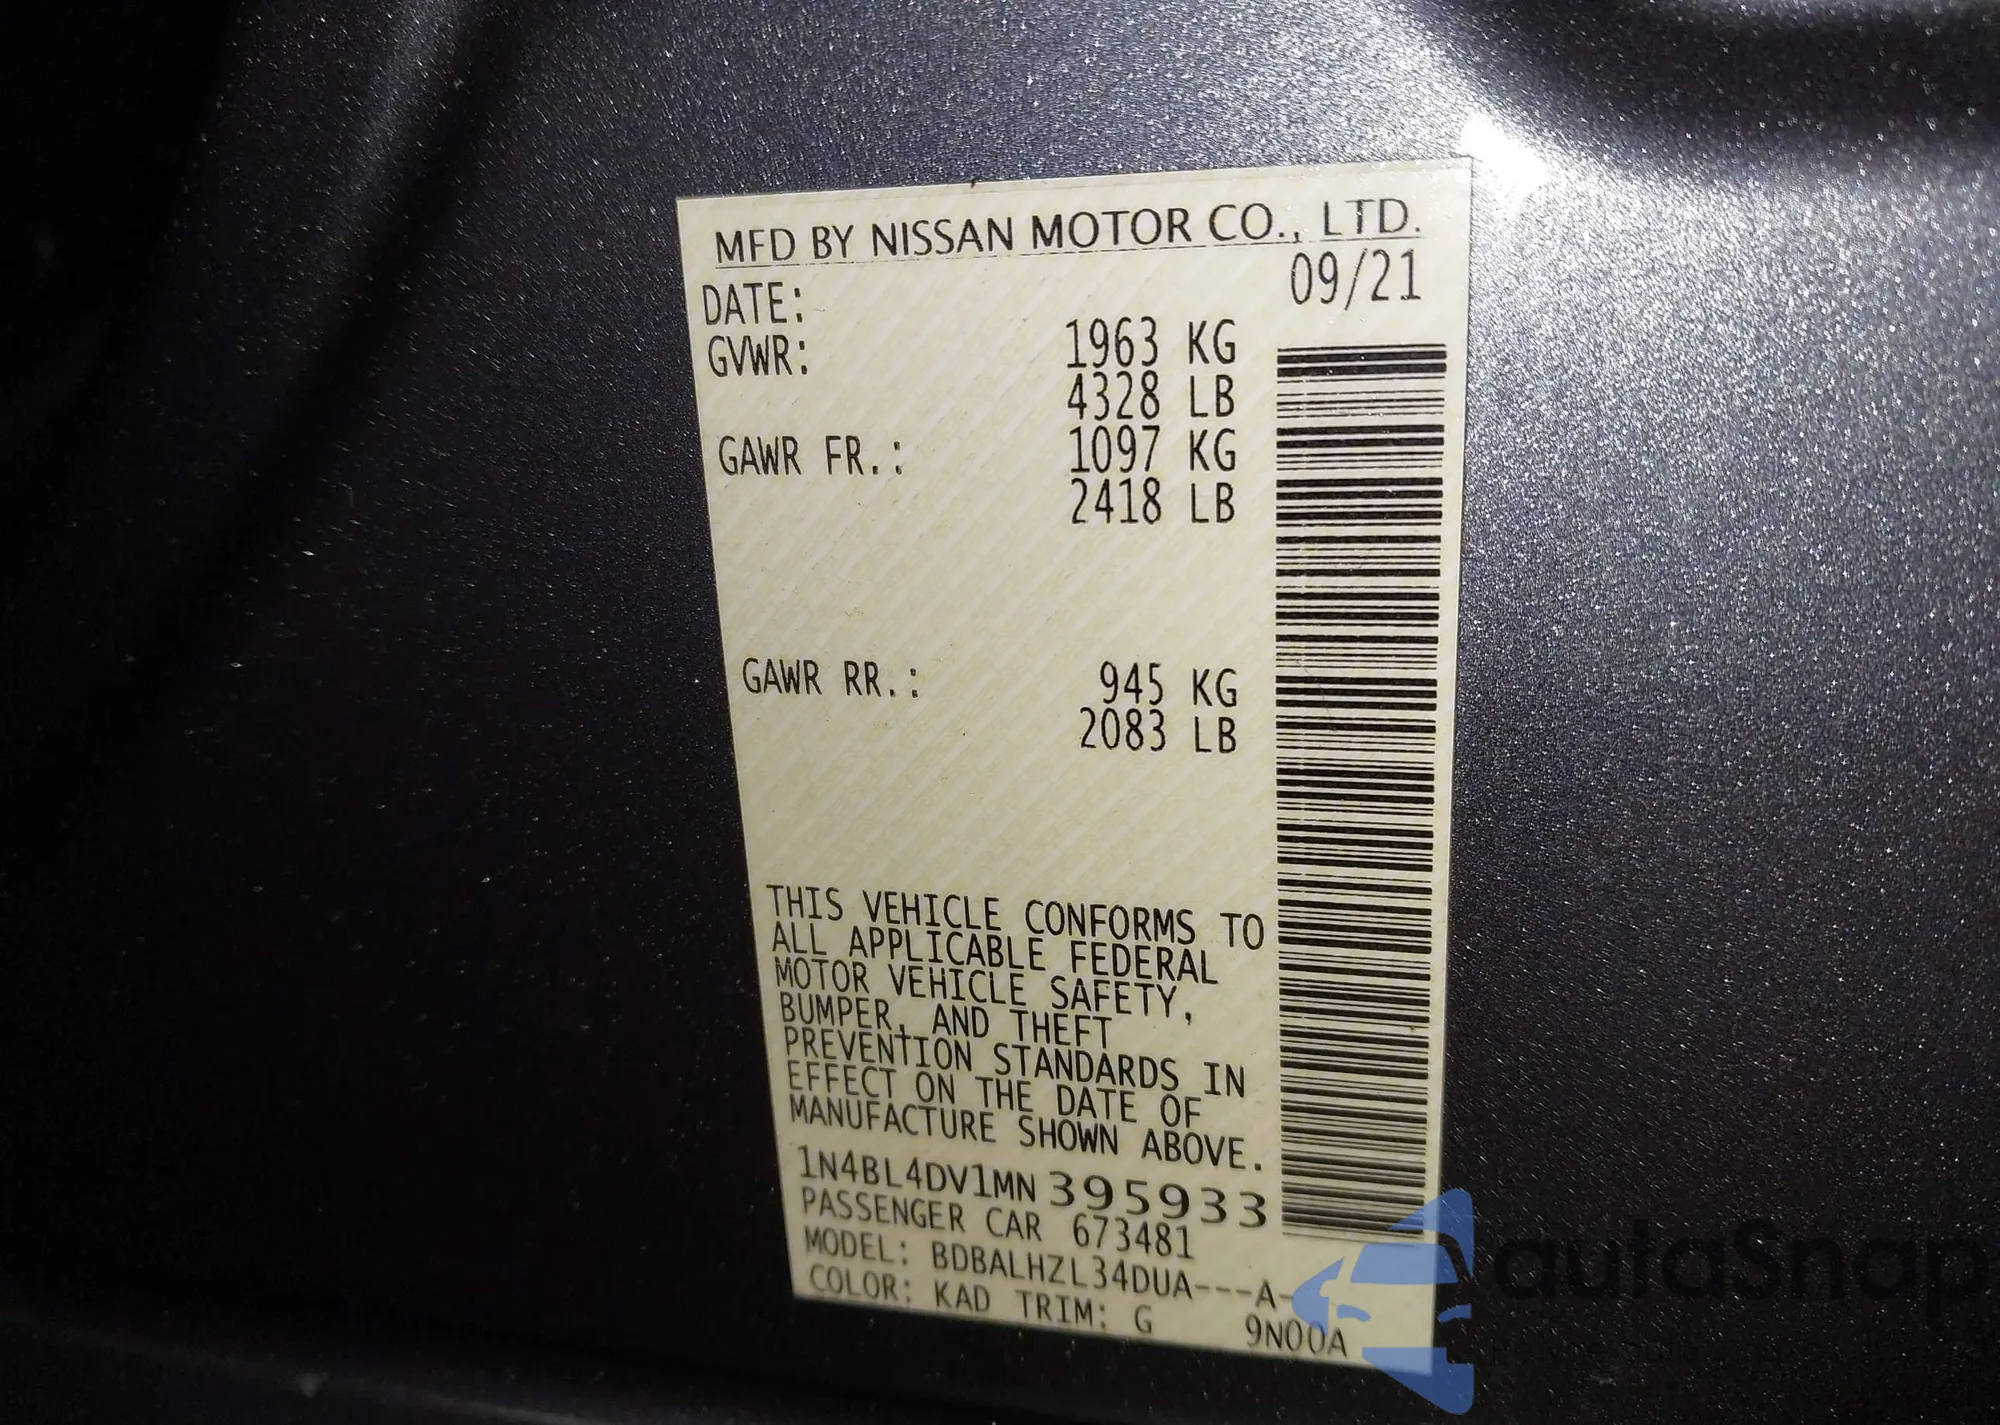 MFD BY NISSAN MOTOR CO., LTD.
DATE: 09/21
GVWR: 1963 KG
4328 LB
GAWR FR.: 1097 KG
2418 LB
GAWR RR.: 945 KG
2083 LB
THIS VEHICLE CONFORMS TO
ALL APPLICABLE FEDERAL
MOTOR VEHICLE SAFETY,
BUMPER, AND THEFT
PREVENTION STANDARDS IN
EFFECT ON THE DATE OF
MANUFACTURE SHOWN ABOVE.
1N4BL4DV1MN395933
PASSENGER CAR 673481
MODEL: BDBALHZL34DUA---A-
COLOR: KAD TRIM: G 9N00A
aulaSnap